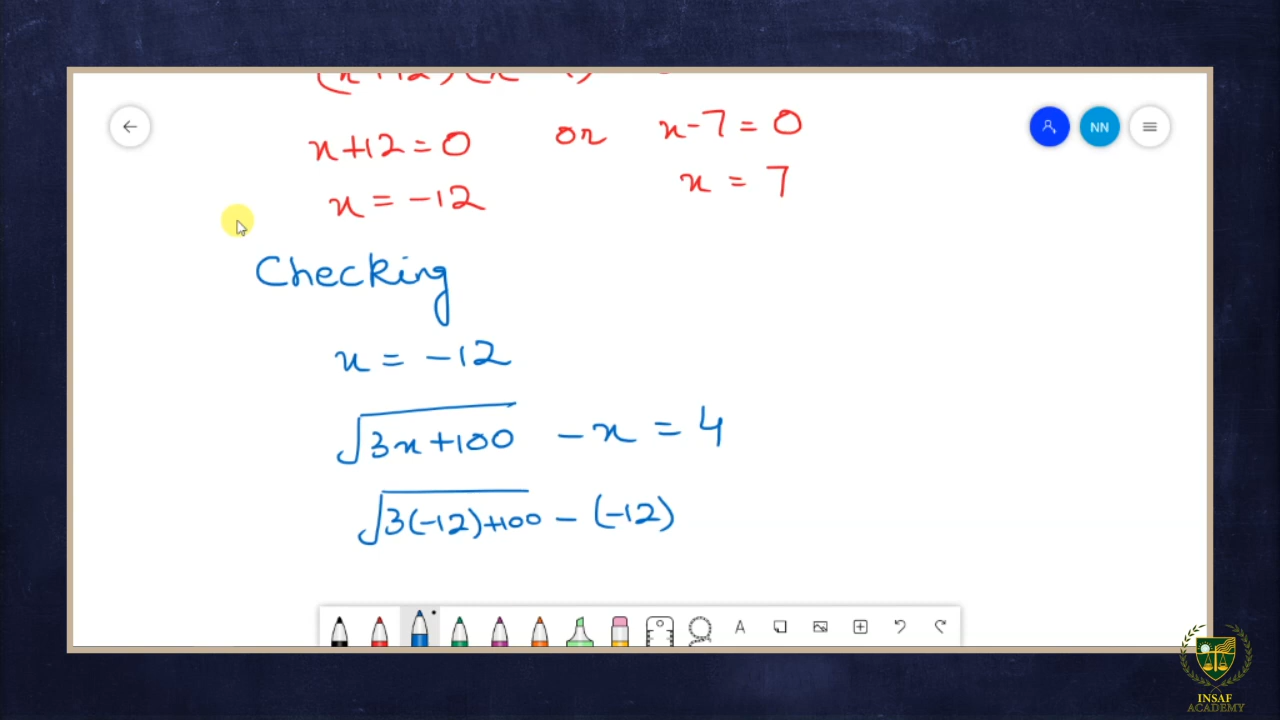 x+12=0 or x-7=0
x = -12 x = 7
Checking
x = -12
√3x+100 - x = 4
√3(-12)+100 - (-12)
NN
A
INSAF
ACADEMY